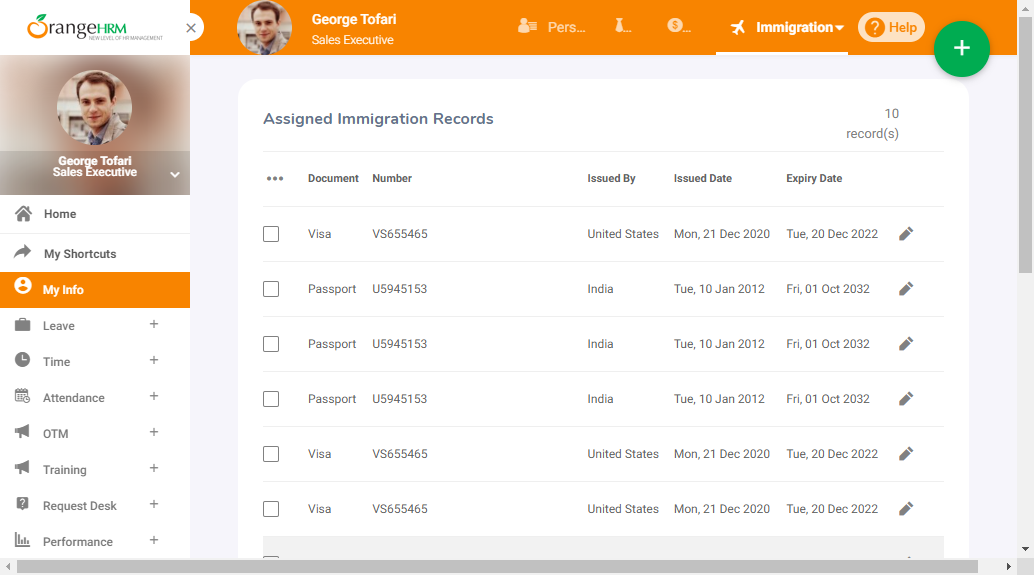 OrangeHRM
NEW LEVEL OF HR MANAGEMENT
George Tofari
Sales Executive
Pers...
...
$...
Immigration
? Help
+
George Tofari
Sales Executive
Home
My Shortcuts
My Info
Leave +
Time +
Attendance +
OTM +
Training +
Request Desk +
Performance +
Assigned Immigration Records
10
record(s)
••• Document Number Issued By Issued Date Expiry Date
Visa VS655465 United States Mon, 21 Dec 2020 Tue, 20 Dec 2022
Passport U5945153 India Tue, 10 Jan 2012 Fri, 01 Oct 2032
Passport U5945153 India Tue, 10 Jan 2012 Fri, 01 Oct 2032
Passport U5945153 India Tue, 10 Jan 2012 Fri, 01 Oct 2032
Visa VS655465 United States Mon, 21 Dec 2020 Tue, 20 Dec 2022
Visa VS655465 United States Mon, 21 Dec 2020 Tue, 20 Dec 2022